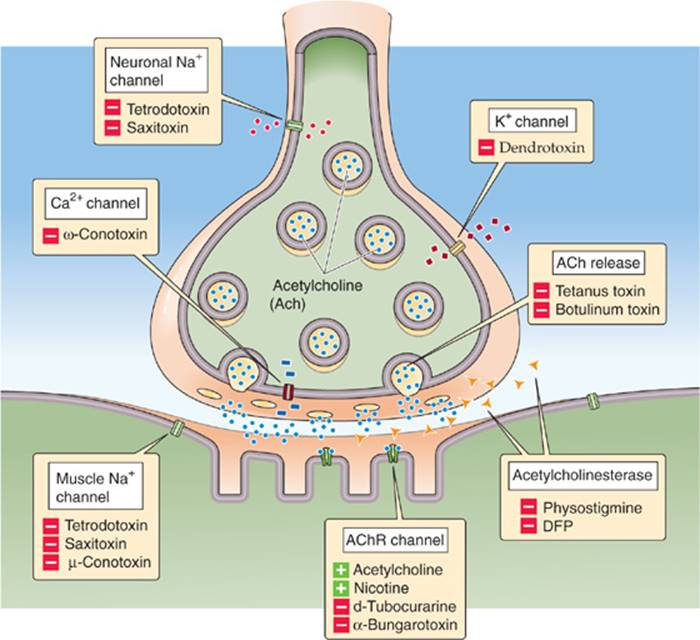 Neuronal Na⁺
channel
Tetrodotoxin
Saxitoxin
K⁺ channel
Dendrotoxin
Ca²⁺ channel
ω-Conotoxin
ACh release
Tetanus toxin
Botulinum toxin
Acetylcholine
(Ach)
Muscle Na⁺
channel
Tetrodotoxin
Saxitoxin
μ-Conotoxin
AChR channel
Acetylcholine
Nicotine
d-Tubocurarine
α-Bungarotoxin
Acetylcholinesterase
Physostigmine
DFP